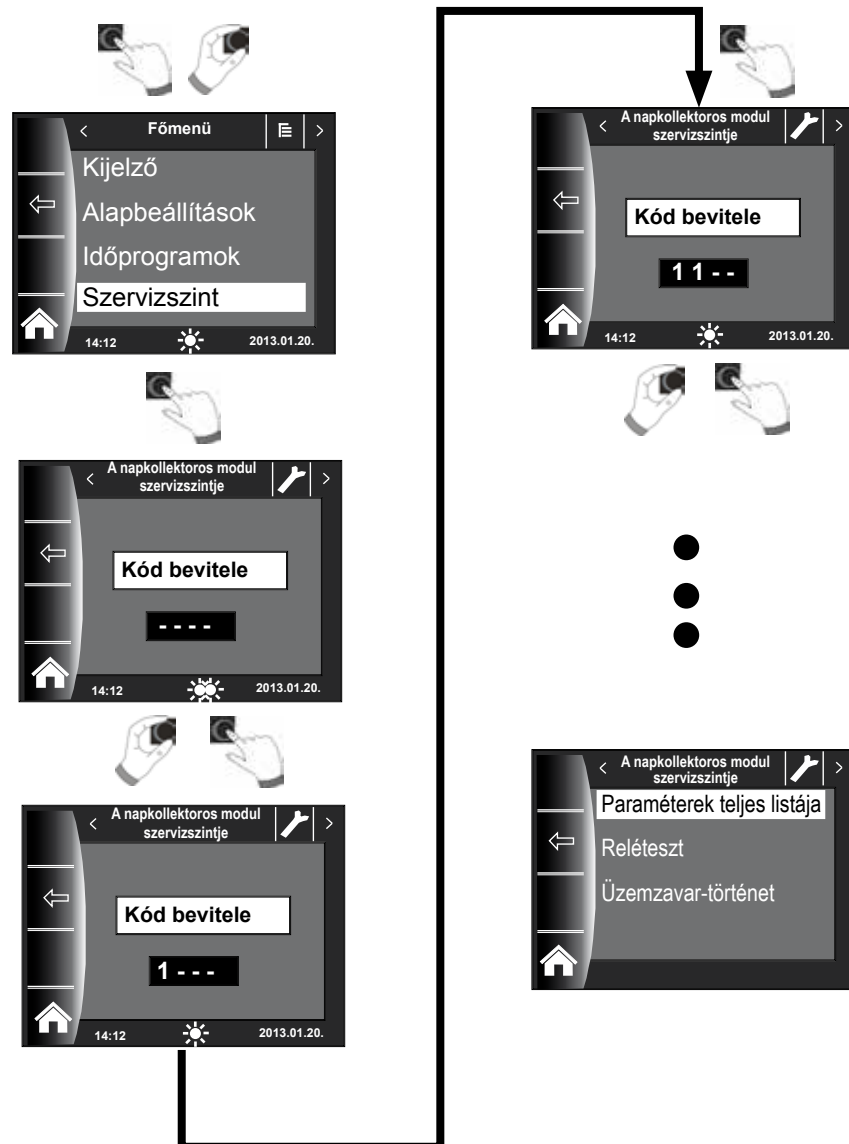 Főmenü
Kijelző
Alapbeállítások
Időprogramok
Szervizszint
14:12
2013.01.20.
A napkollektoros modul
szervizszintje
Kód bevitele
- - - -
14:12
2013.01.20.
A napkollektoros modul
szervizszintje
Kód bevitele
1 - - -
14:12
2013.01.20.
A napkollektoros modul
szervizszintje
Kód bevitele
1 1 - -
14:12
2013.01.20.
A napkollektoros modul
szervizszintje
Paraméterek teljes listája
Reléteszt
Üzemzavar-történet